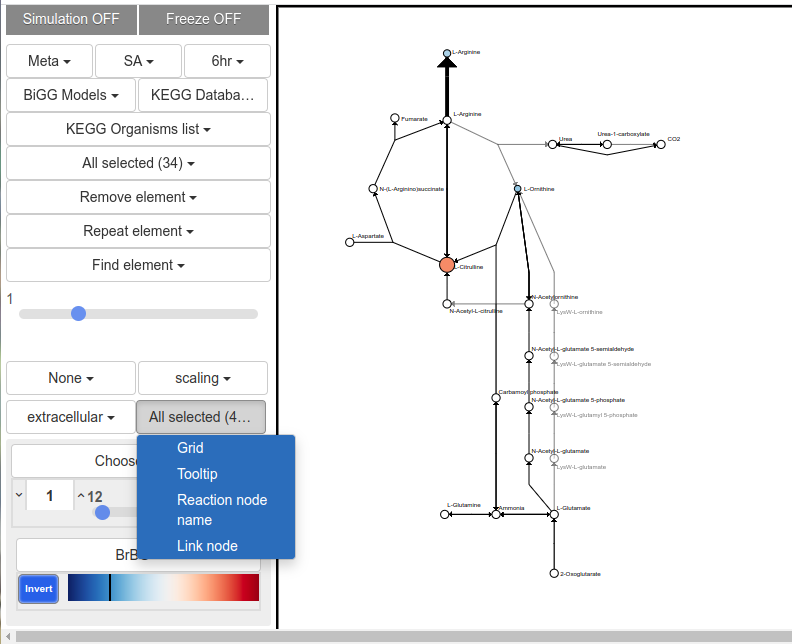 Simulation OFF
Freeze OFF
Meta
SA
6hr
BiGG Models
KEGG Databa…
KEGG Organisms list
All selected (34)
Remove element
Repeat element
Find element
1
None
scaling
extracellular
All selected (4…
Grid
Tooltip
Reaction node
name
Link node
Choos
1
12
BrB
Invert
L-Arginine
L-Arginine
Fumarate
Urea
Urea-1-carboxylate
CO2
N-(L-Arginino)succinate
L-Ornithine
L-Aspartate
L-Citrulline
N-Acetyl-L-citrulline
N-Acetylornithine
LysW-L-ornithine
N-Acetyl-L-glutamate 5-semialdehyde
LysW-L-glutamate 5-semialdehyde
Carbamoyl phosphate
N-Acetyl-L-glutamate 5-phosphate
LysW-L-glutamyl 5-phosphate
N-Acetyl-L-glutamate
LysW-L-glutamate
L-Glutamine
Ammonia
L-Glutamate
2-Oxoglutarate